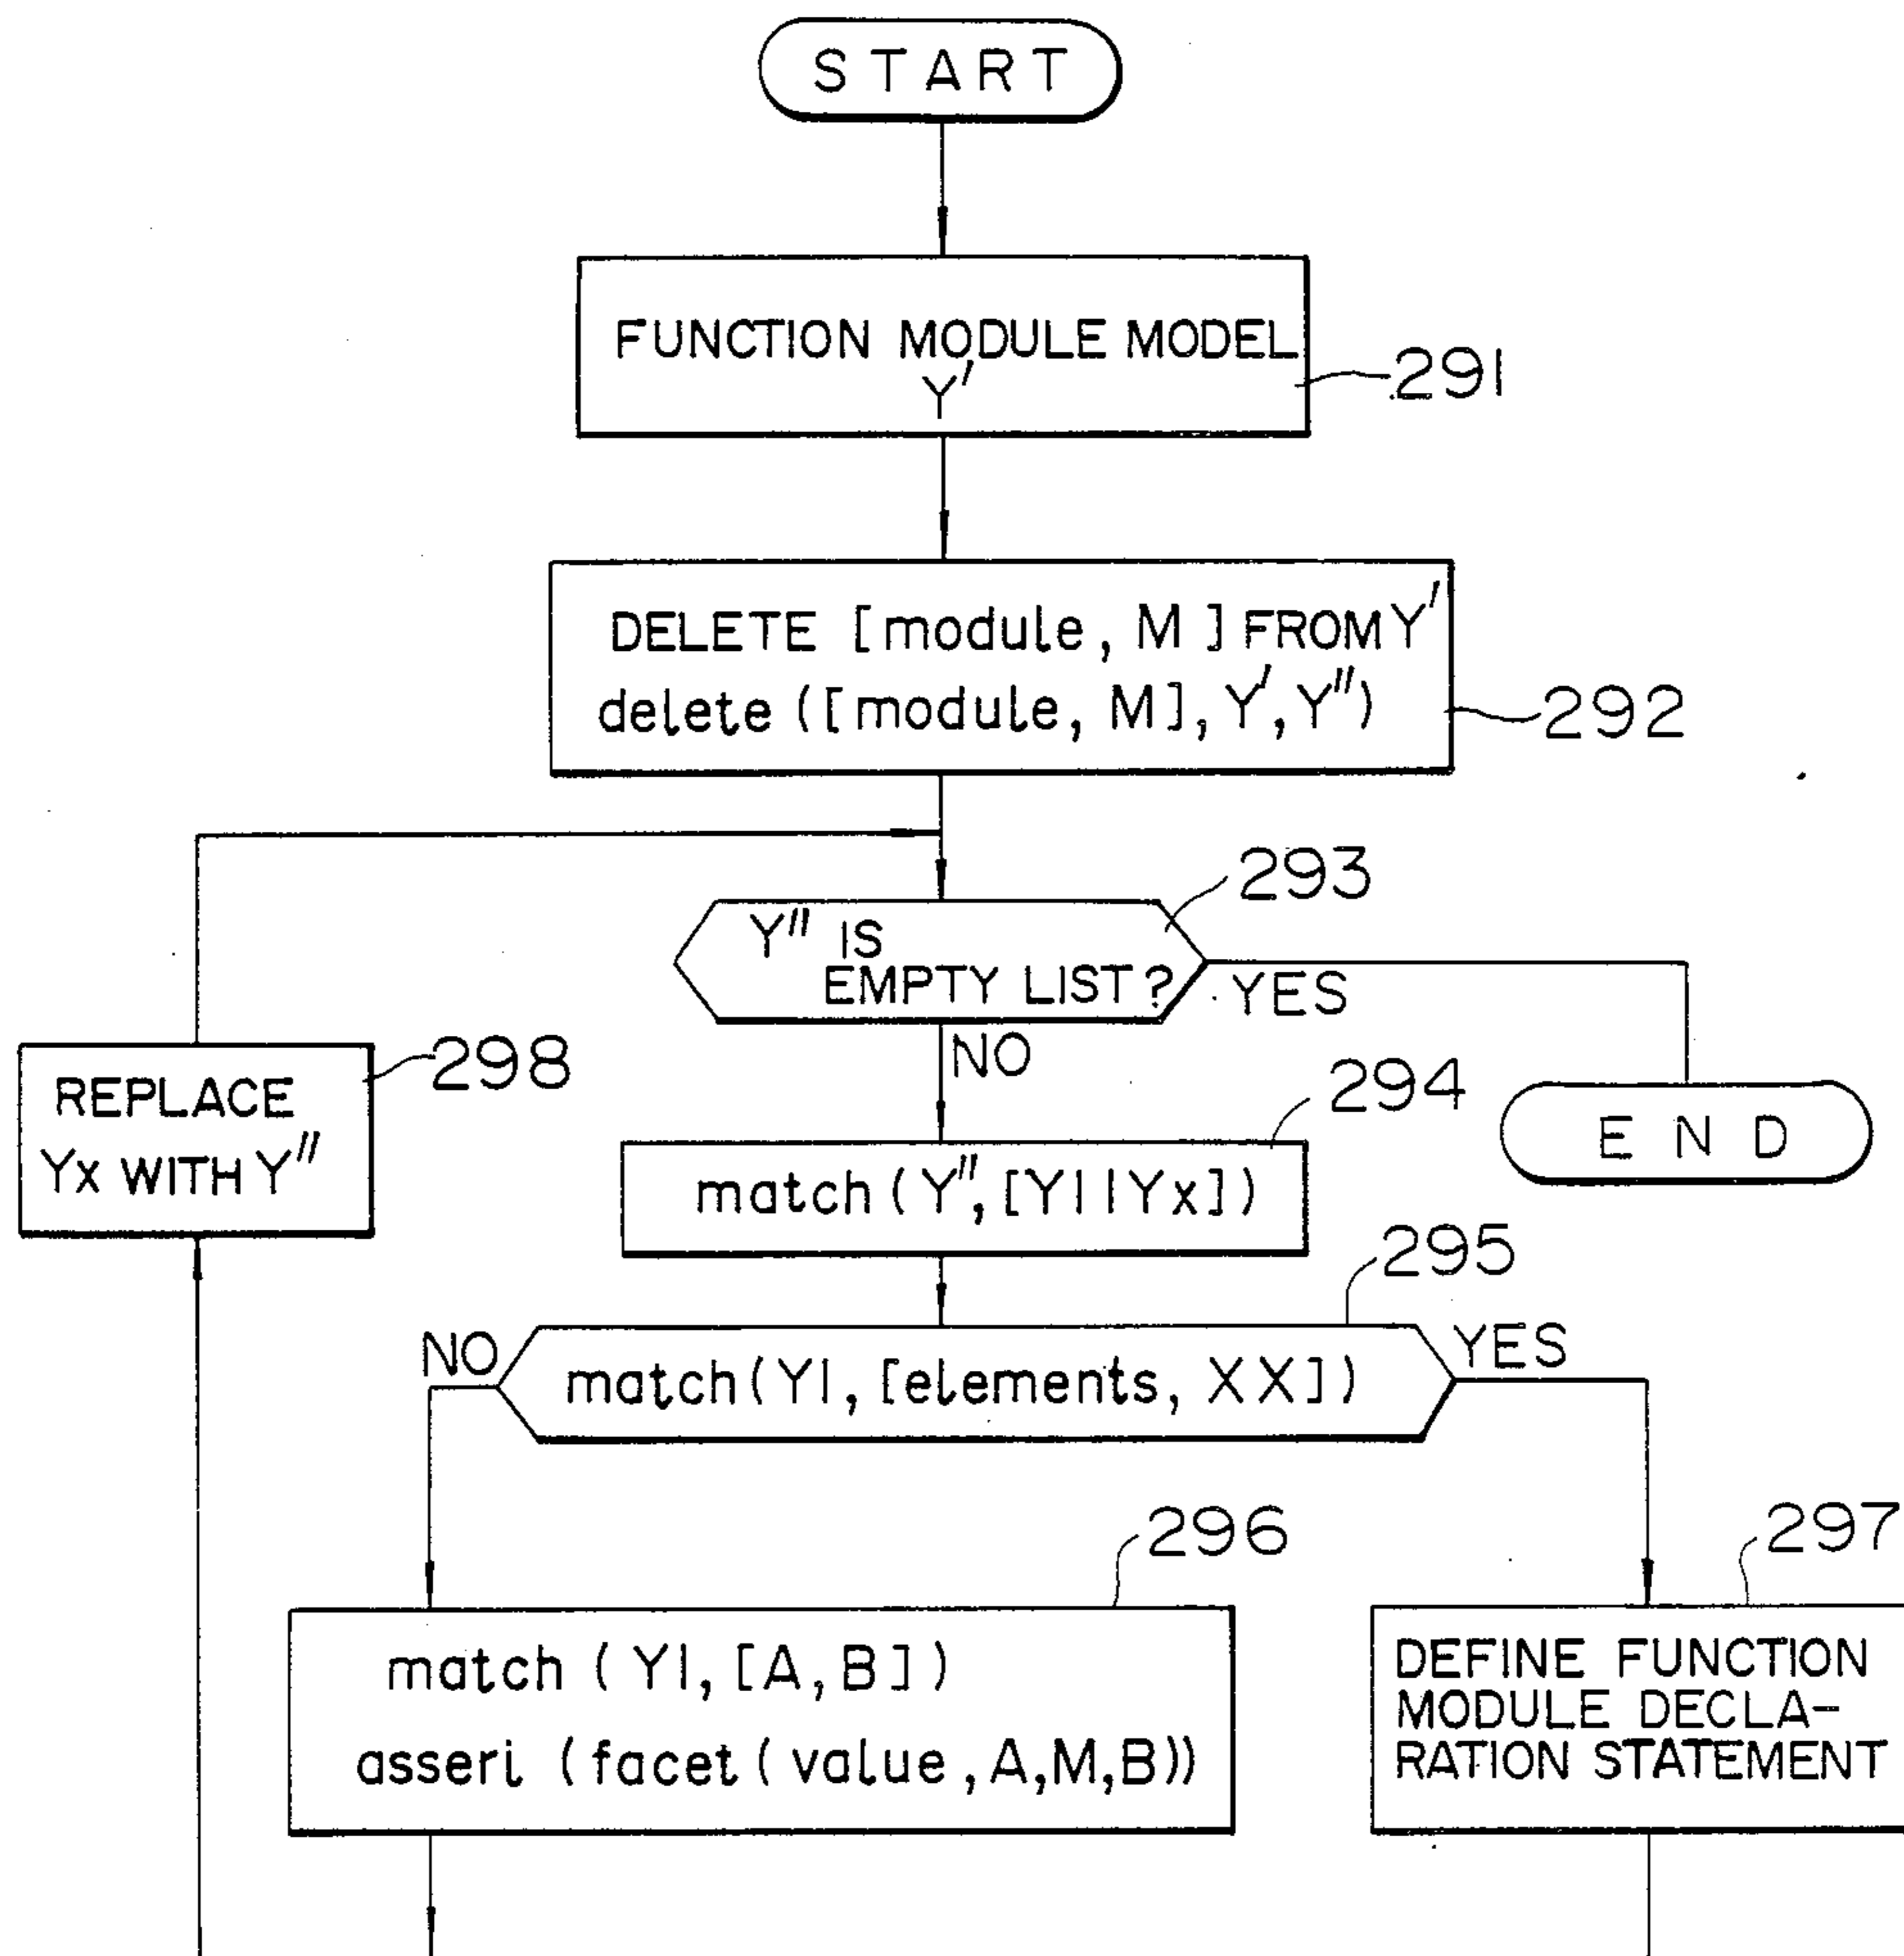 START
FUNCTION MODULE MODEL
Y'
291
DELETE [module, M] FROM Y'
delete ([module, M], Y', Y'')
292
293
Y'' IS
EMPTY LIST?
YES
NO
298
REPLACE
Yx WITH Y''
294
END
match (Y'', [Y1|Yx])
295
NO
match(Y1, [elements, XX])
YES
296
297
match (Y1, [A, B])
asseri (facet (value, A, M, B))
DEFINE FUNCTION
MODULE DECLA-
RATION STATEMENT